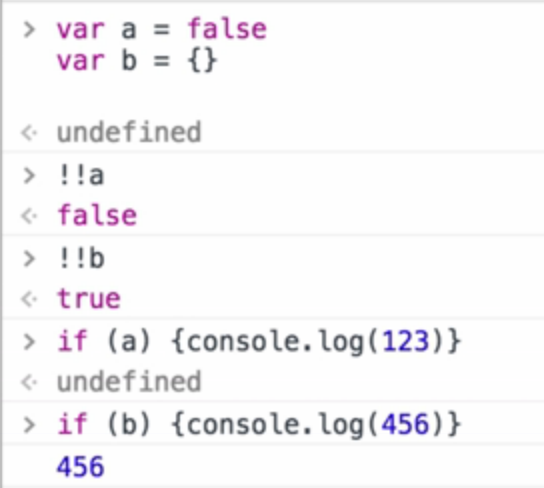 > var a = false
var b = {}
<· undefined
> !!a
<· false
> !!b
<· true
> if (a) {console.log(123)}
<· undefined
> if (b) {console.log(456)}
456